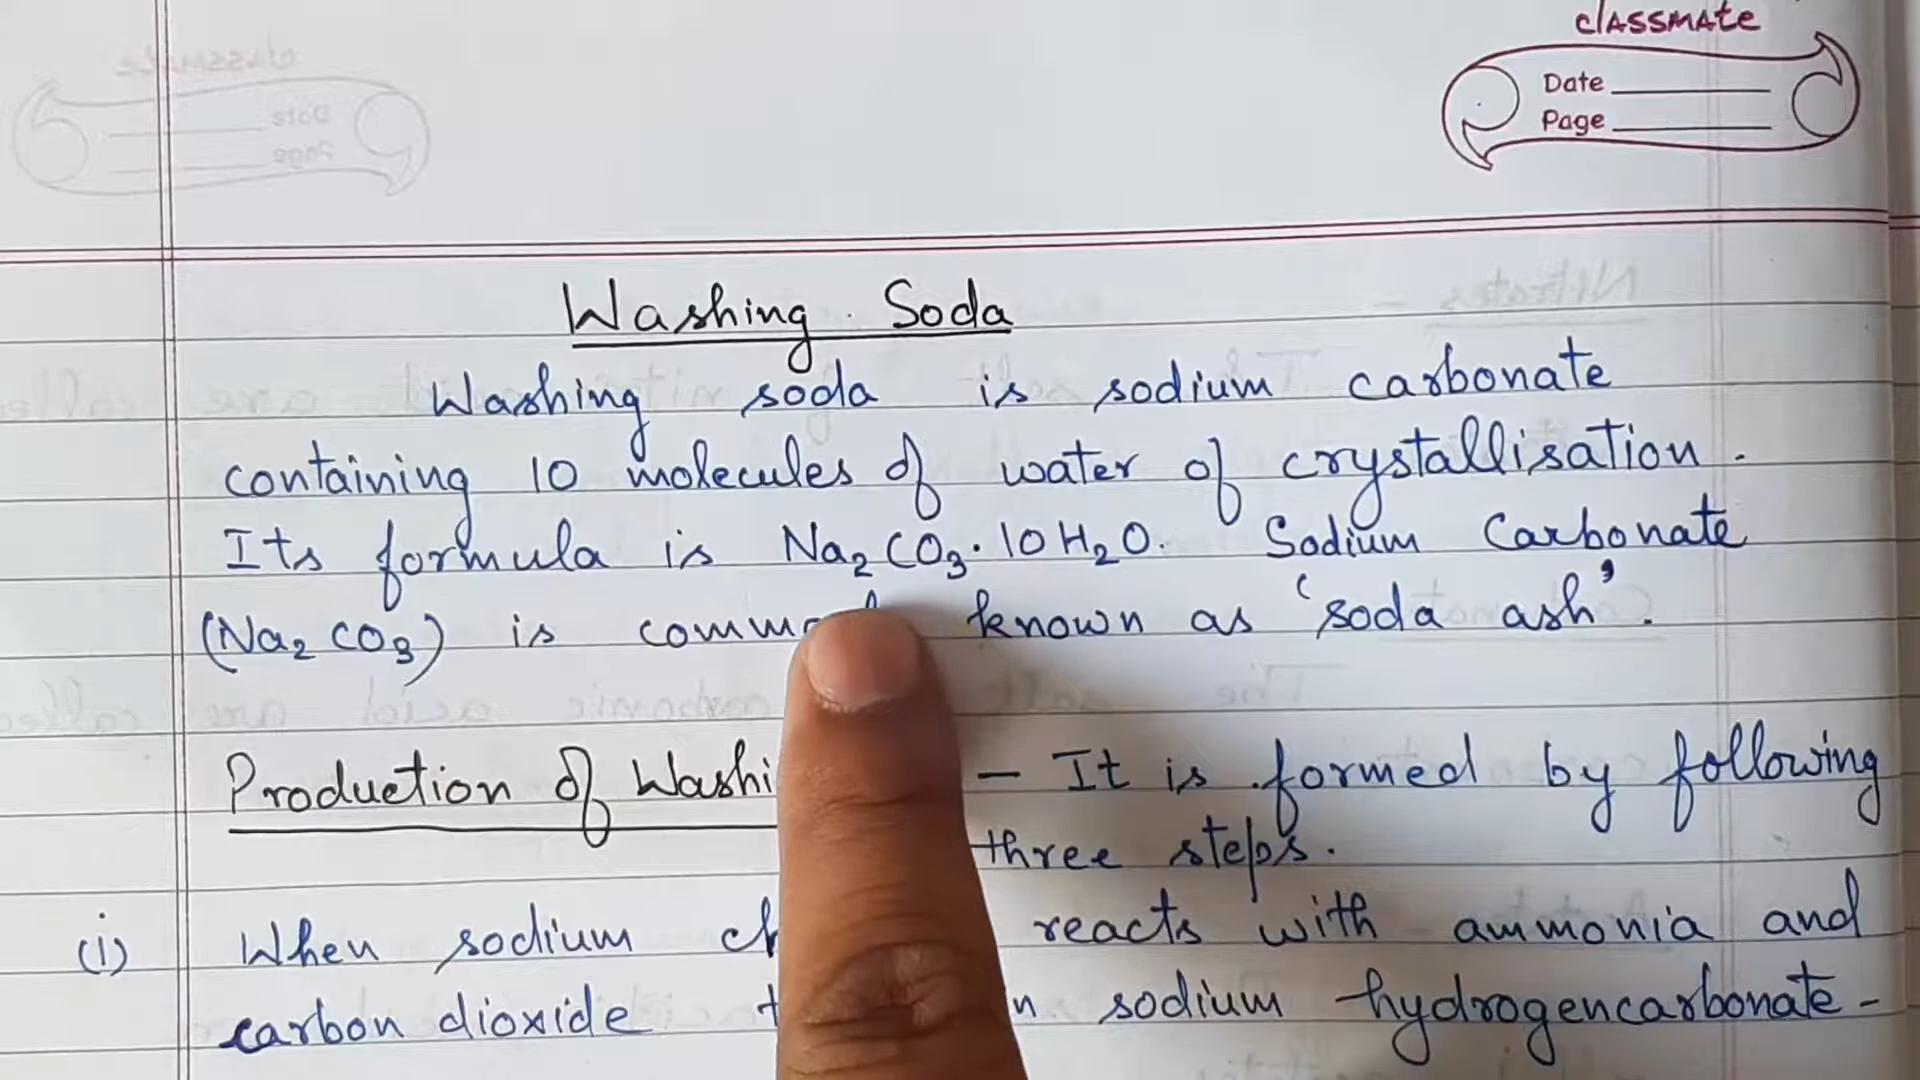 classmate
Date
Page
Washing Soda
Washing soda is sodium carbonate
containing 10 molecules of water of crystallisation.
Its formula is Na₂CO₃.10H₂O. Sodium Carbonate
(Na₂CO₃) is known as 'soda ash'.
Production of - It is formed by following
three steps.
(i) When sodium reacts with ammonia and
carbon dioxide sodium hydrogencarbonate-